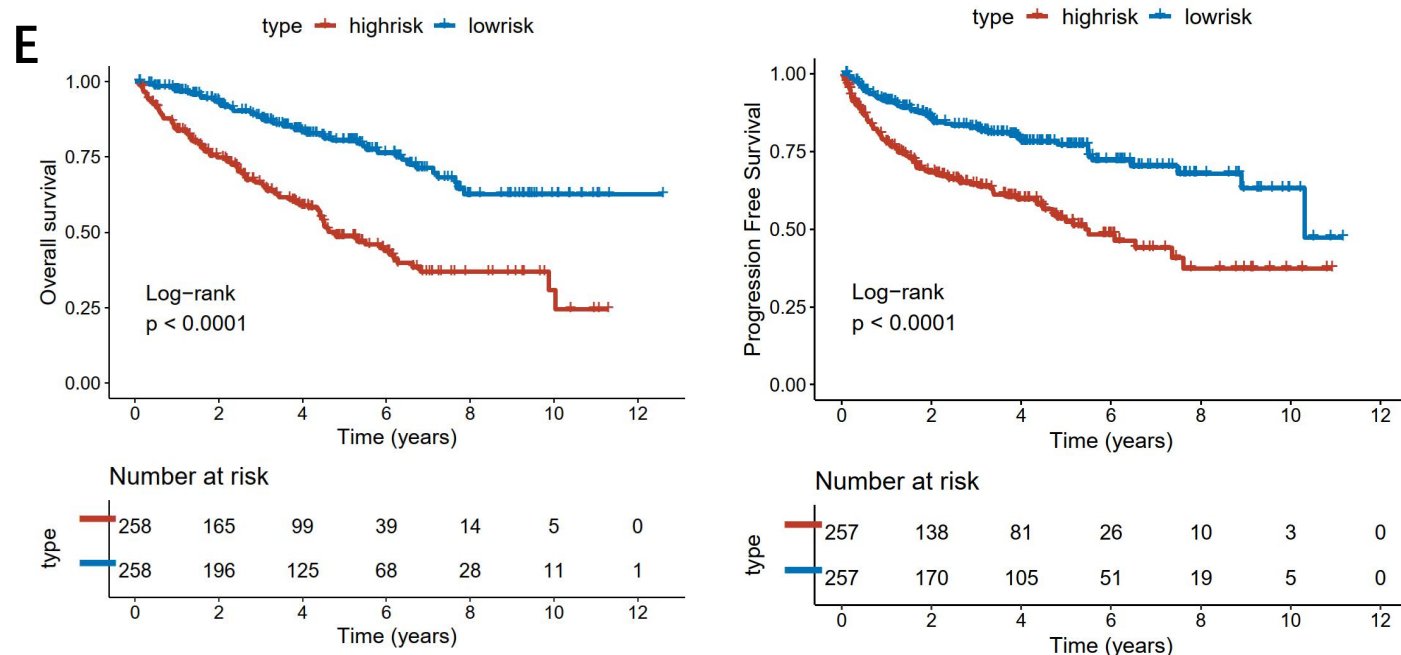 E
type highrisk lowrisk
Overall survival
1.00
0.75
0.50
0.25
0.00
Log-rank
p < 0.0001
0 2 4 6 8 10 12
Time (years)
Number at risk
type
258 165 99 39 14 5 0
258 196 125 68 28 11 1
0 2 4 6 8 10 12
Time (years)
type highrisk lowrisk
Progression Free Survival
1.00
0.75
0.50
0.25
0.00
Log-rank
p < 0.0001
0 2 4 6 8 10 12
Time (years)
Number at risk
type
257 138 81 26 10 3 0
257 170 105 51 19 5 0
0 2 4 6 8 10 12
Time (years)